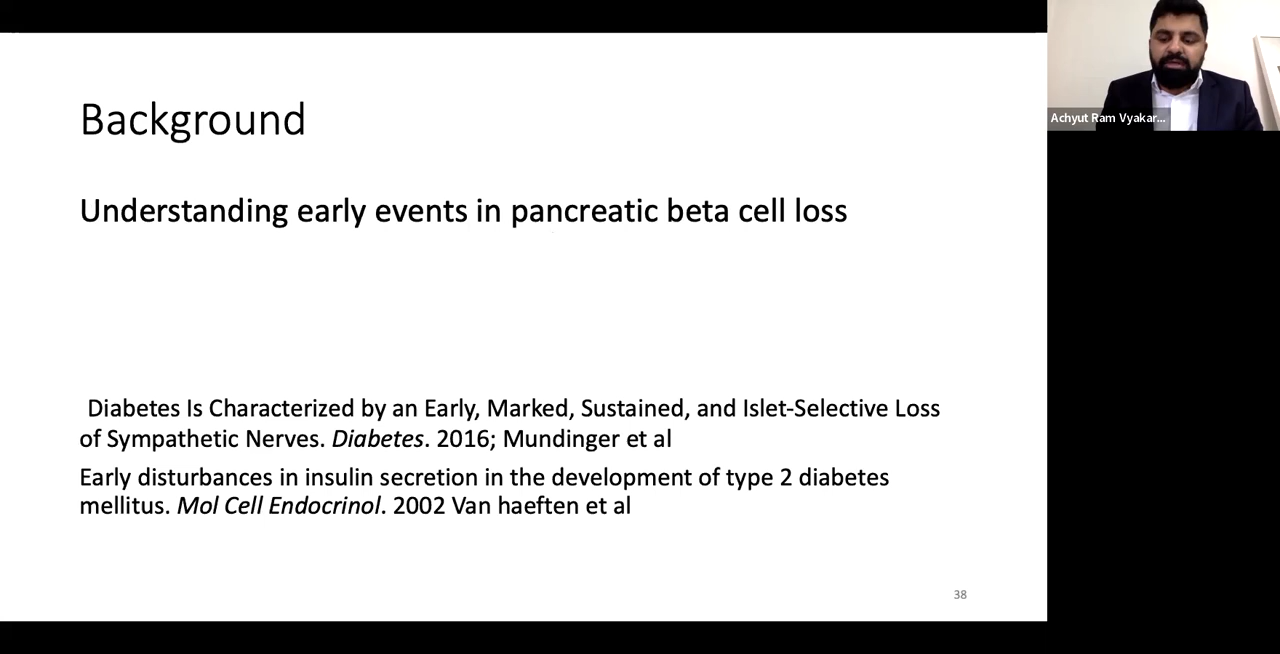 Background
Understanding early events in pancreatic beta cell loss
Diabetes Is Characterized by an Early, Marked, Sustained, and Islet-Selective Loss
of Sympathetic Nerves. Diabetes. 2016; Mundinger et al
Early disturbances in insulin secretion in the development of type 2 diabetes
mellitus. Mol Cell Endocrinol. 2002 Van haeften et al
38
Achyut Ram Vyakar...